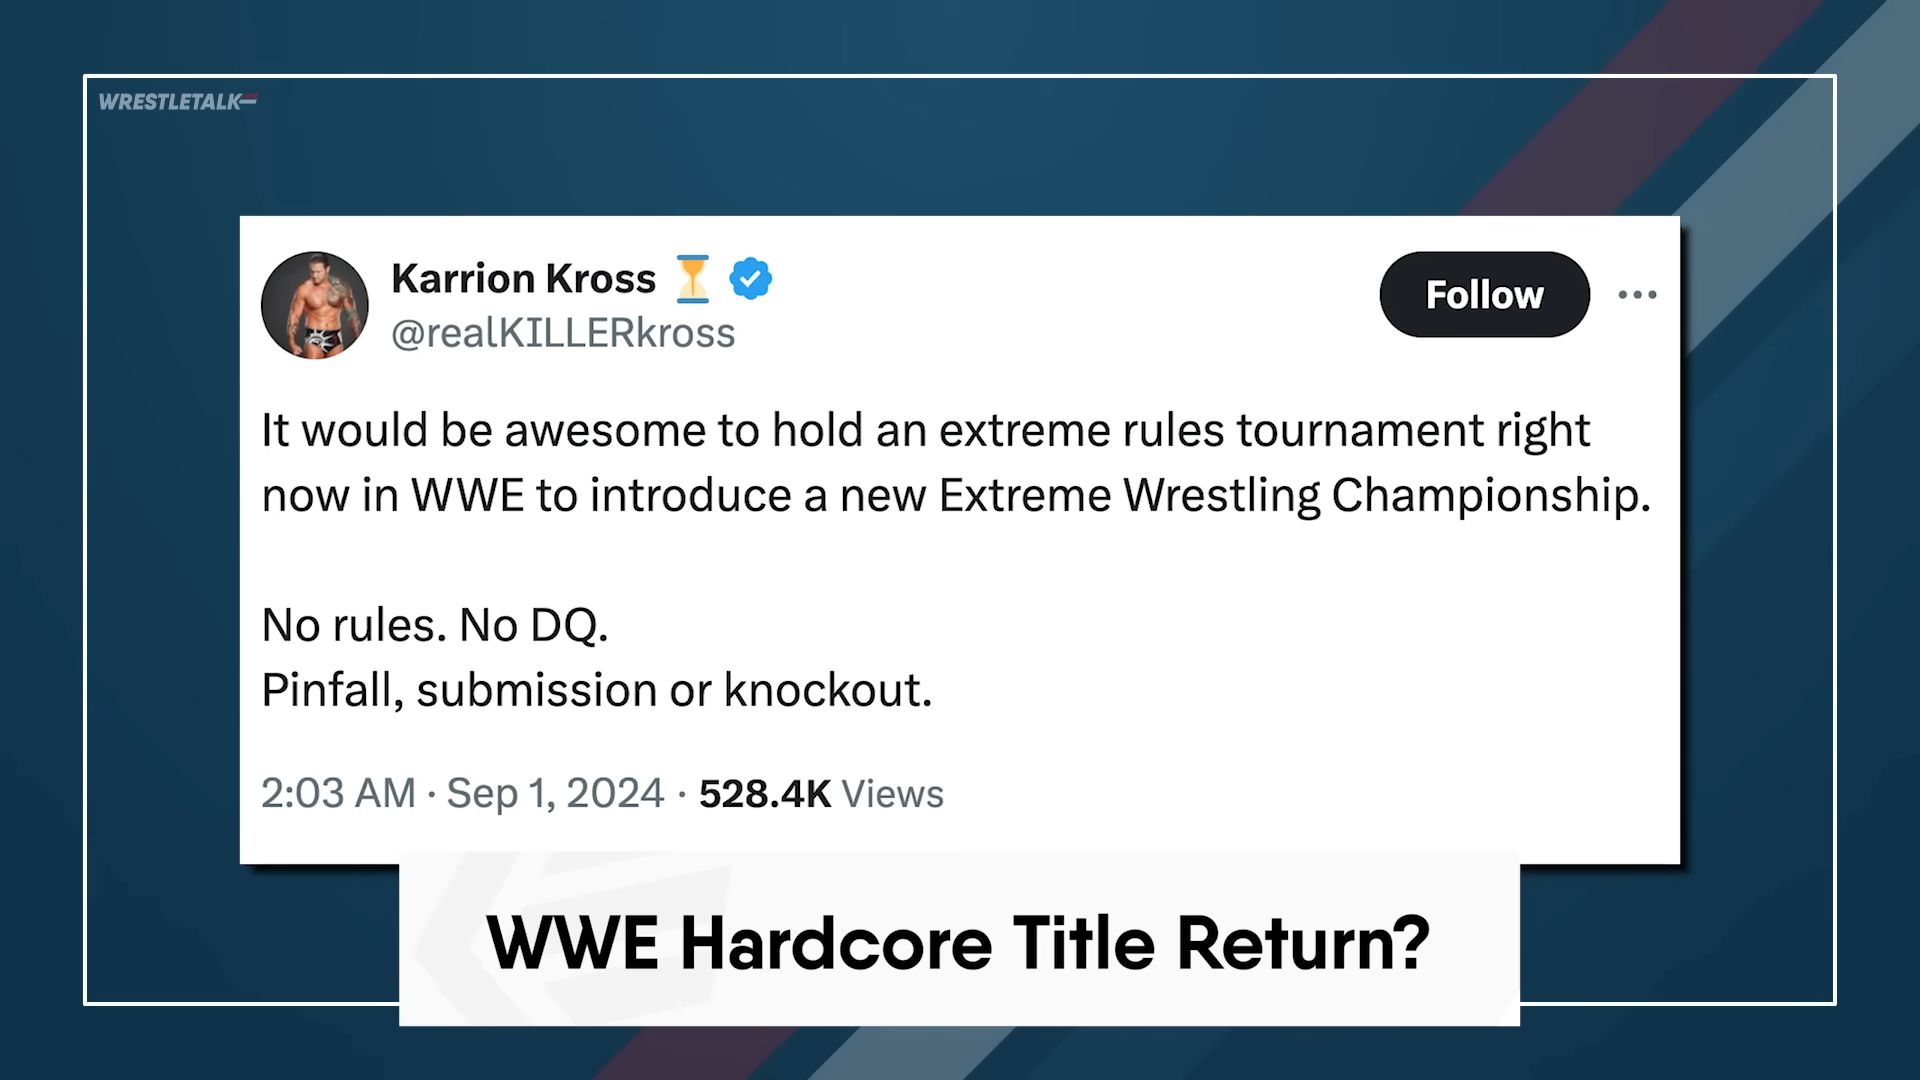 WRESTLETALK
Karrion Kross ⏳
@realKILLERkross
Follow
It would be awesome to hold an extreme rules tournament right
now in WWE to introduce a new Extreme Wrestling Championship.
No rules. No DQ.
Pinfall, submission or knockout.
2:03 AM · Sep 1, 2024 · 528.4K Views
WWE Hardcore Title Return?